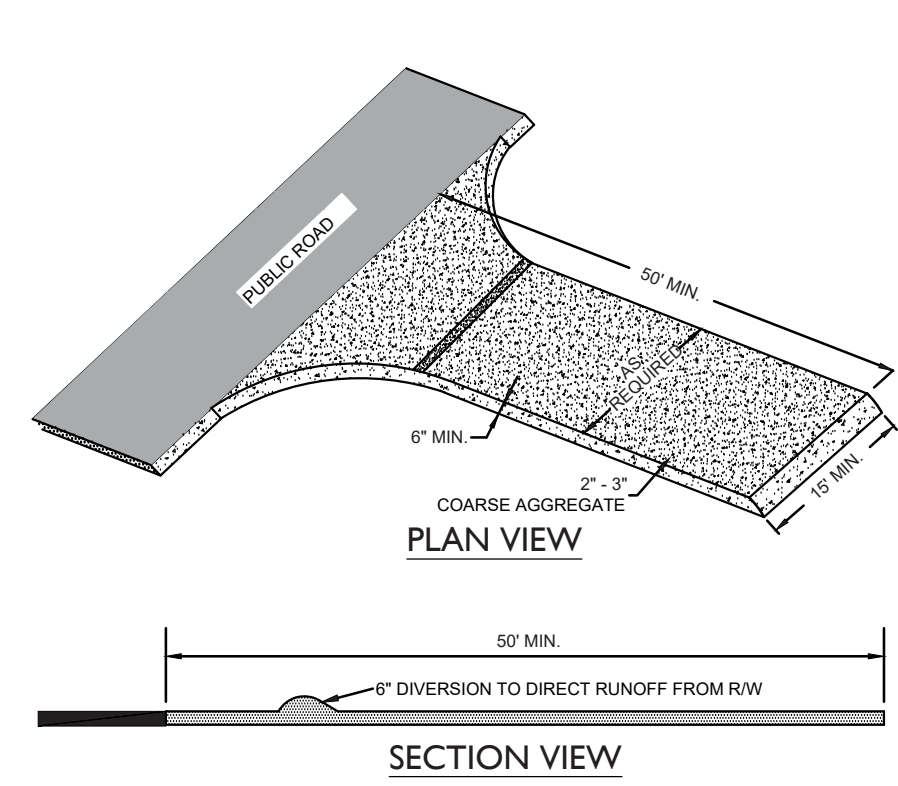 PUBLIC ROAD
50' MIN.
AS
REQUIRED
6" MIN.
2" - 3"
COARSE AGGREGATE
15' MIN.
PLAN VIEW
50' MIN.
6" DIVERSION TO DIRECT RUNOFF FROM R/W
SECTION VIEW